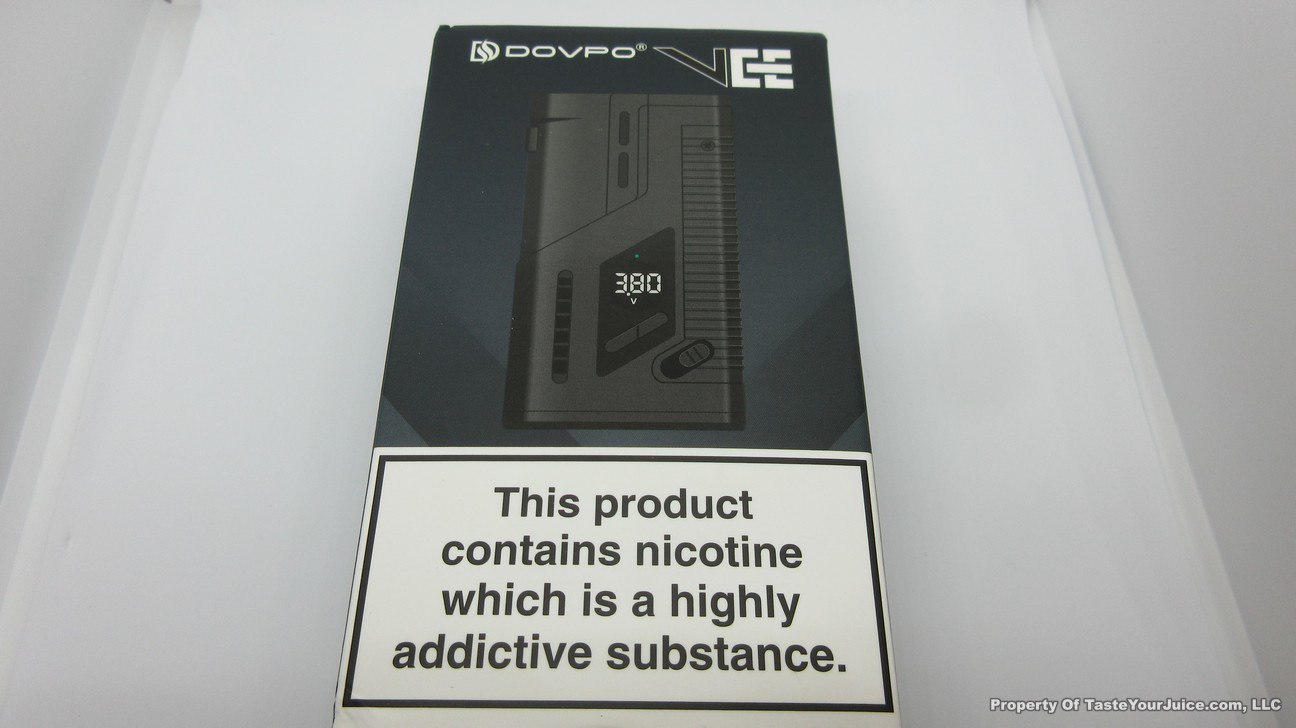 DOVPO® VEE
3.80
V
This product
contains nicotine
which is a highly
addictive substance.
Property Of TasteYourJuice.com, LLC